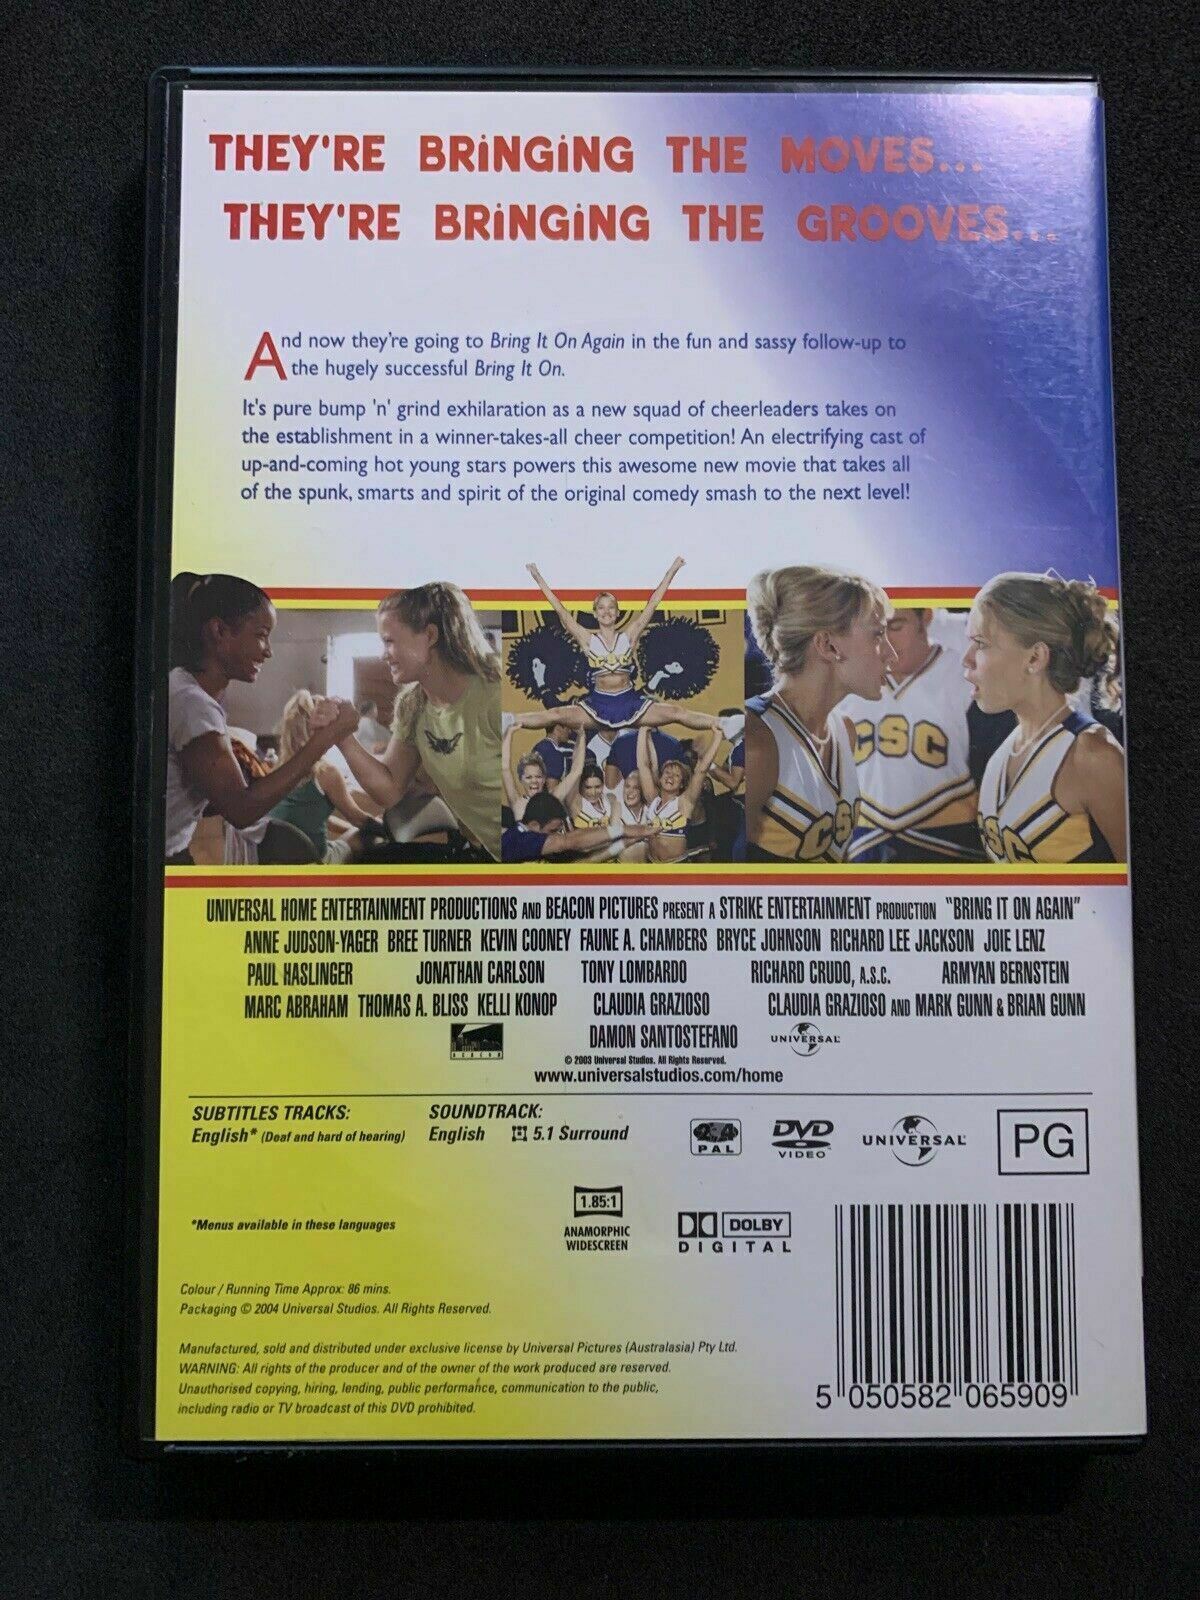 THEY'RE BRiNGiNG THE MOVES...
THEY'RE BRiNGiNG THE GROOVES...
And now they're going to Bring It On Again in the fun and sassy follow-up to
the hugely successful Bring It On.
It's pure bump 'n' grind exhilaration as a new squad of cheerleaders takes on
the establishment in a winner-takes-all cheer competition! An electrifying cast of
up-and-coming hot young stars powers this awesome new movie that takes all
of the spunk, smarts and spirit of the original comedy smash to the next level!
CSC
CSC
CS
CSC
UNIVERSAL HOME ENTERTAINMENT PRODUCTIONS AND BEACON PICTURES PRESENT A STRIKE ENTERTAINMENT PRODUCTION "BRING IT ON AGAIN"
ANNE JUDSON-YAGER BREE TURNER KEVIN COONEY FAUNE A. CHAMBERS BRYCE JOHNSON RICHARD LEE JACKSON JOIE LENZ
PAUL HASLINGER JONATHAN CARLSON TONY LOMBARDO RICHARD CRUDO, A.S.C. ARMYAN BERNSTEIN
MARC ABRAHAM THOMAS A. BLISS KELLI KONOP CLAUDIA GRAZIOSO CLAUDIA GRAZIOSO AND MARK GUNN & BRIAN GUNN
BEACON DAMON SANTOSTEFANO UNIVERSAL
© 2003 Universal Studios. All Rights Reserved.
www.universalstudios.com/home
SUBTITLES TRACKS: SOUNDTRACK:
English* (Deaf and hard of hearing) English 5.1 Surround
2 4 PAL DVD VIDEO UNIVERSAL PG
*Menus available in these languages
1.85:1
ANAMORPHIC
WIDESCREEN
DOLBY
DIGITAL
Colour / Running Time Approx: 86 mins.
Packaging © 2004 Universal Studios. All Rights Reserved.
Manufactured, sold and distributed under exclusive license by Universal Pictures (Australasia) Pty Ltd.
WARNING: All rights of the producer and of the owner of the work produced are reserved.
Unauthorised copying, hiring, lending, public performance, communication to the public,
including radio or TV broadcast of this DVD prohibited.
5 050582 065909